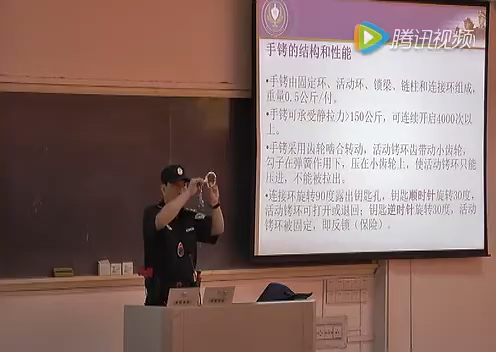 手铐的结构和性能
腾讯视频
•手铐由固定环、活动环、锁梁、链柱和连接环组成，
重量0.5公斤/付。
•手铐可承受静拉力>150公斤，可连续开启4000次以
上。
•手铐采用齿轮啮合转动，活动铐环齿带动小齿轮，
勾子在弹簧作用下，压在小齿轮上，使活动铐环只能
压进，不能被拉出。
•连接环旋转90度露出钥匙孔，钥匙顺时针旋转30度，
活动铐环可打开或退回；钥匙逆时针旋转30度，活动
铐环被固定，即反锁（保险）.